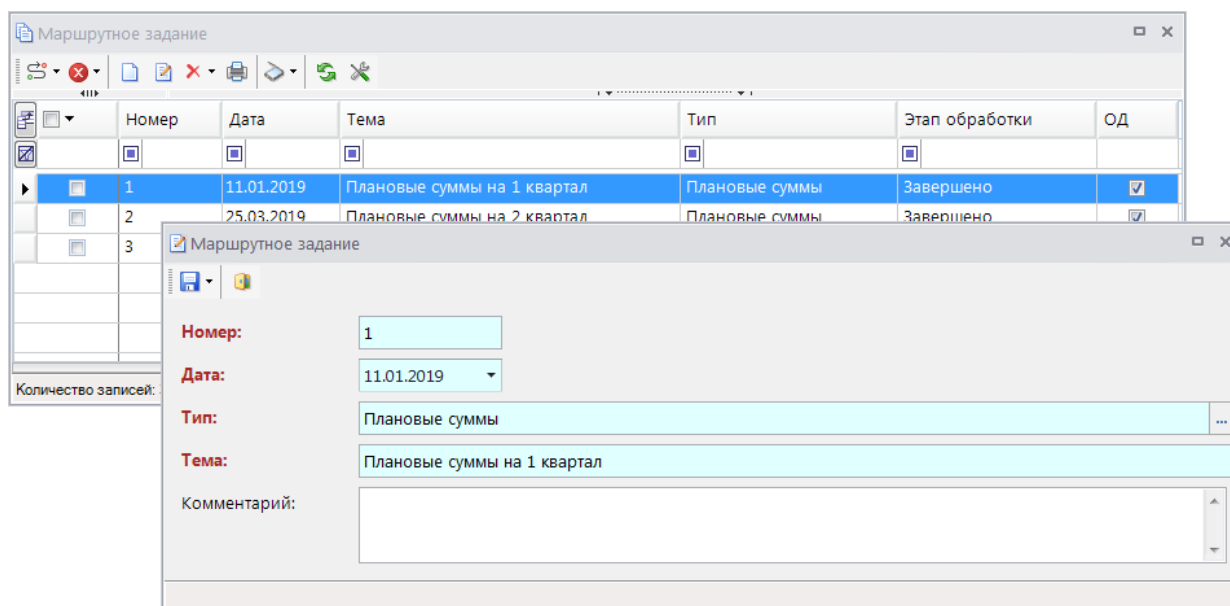 Маршрутное задание
Номер Дата Тема Тип Этап обработки ОД
1 11.01.2019 Плановые суммы на 1 квартал Плановые суммы Завершено
2 25.03.2019 Плановые суммы на 2 квартал Плановые суммы Завершено
3
Количество записей:
Маршрутное задание
Номер: 1
Дата: 11.01.2019
Тип: Плановые суммы ...
Тема: Плановые суммы на 1 квартал
Комментарий: